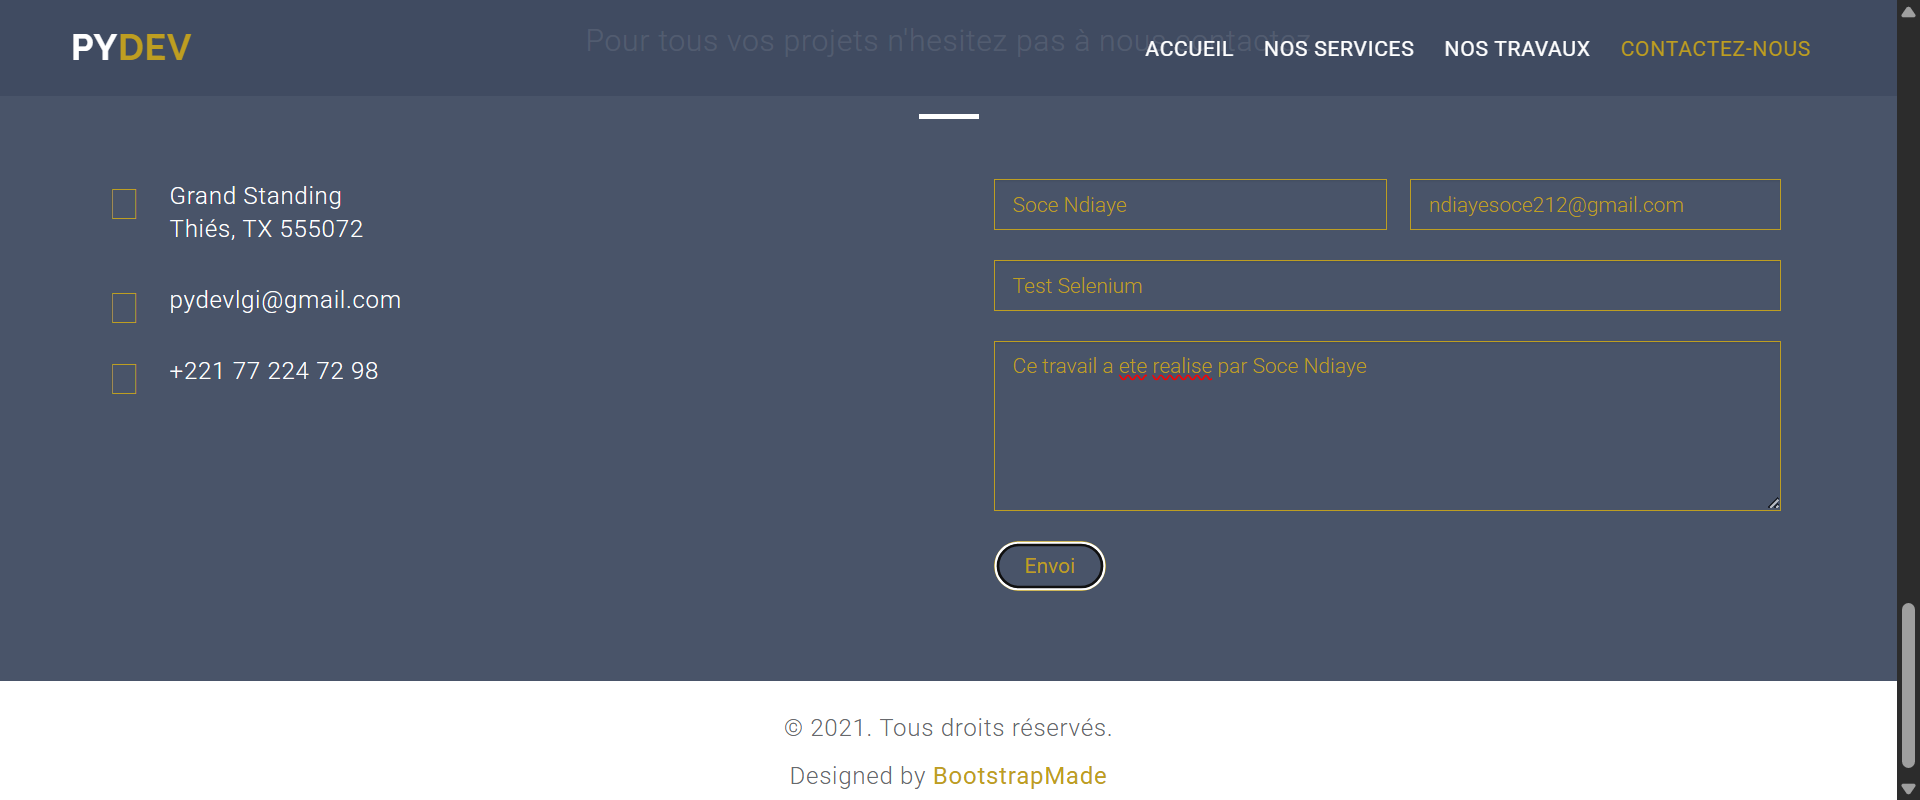 PYDEV
Pour tous vos projets n'hesitez pas à nous contactez
ACCUEIL NOS SERVICES NOS TRAVAUX CONTACTEZ-NOUS
Grand Standing
Thiés, TX 555072
pydevlgi@gmail.com
+221 77 224 72 98
Soce Ndiaye
ndiayesoce212@gmail.com
Test Selenium
Ce travail a ete realise par Soce Ndiaye
Envoi
© 2021. Tous droits réservés.
Designed by BootstrapMade